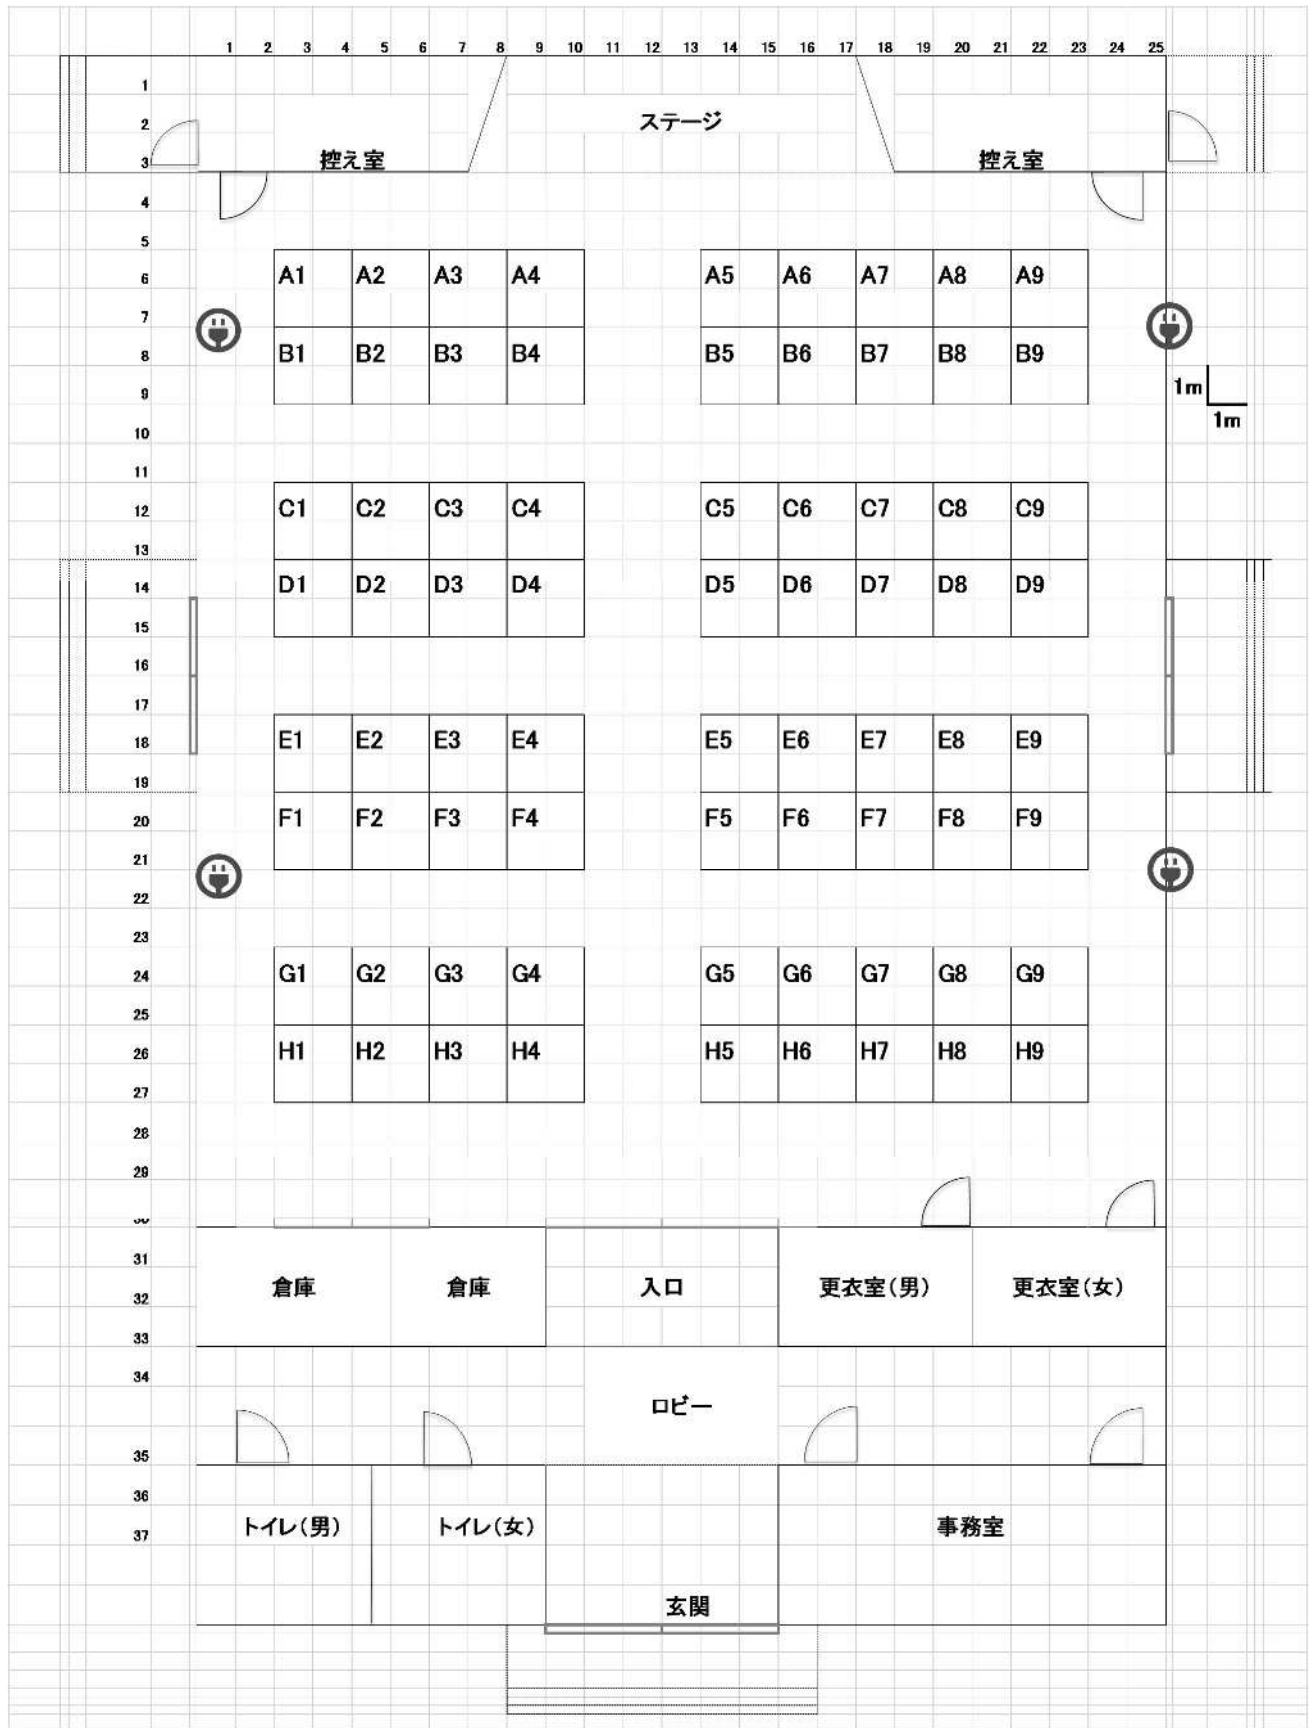 1 2 3 4 5 6 7 8 9 10 11 12 13 14 15 16 17 18 19 20 21 22 23 24 25
1
2 ステージ
3 控え室 控え室
4
5
6 A1 A2 A3 A4 A5 A6 A7 A8 A9
7
8 B1 B2 B3 B4 B5 B6 B7 B8 B9
9 1m
1m
10
11
12 C1 C2 C3 C4 C5 C6 C7 C8 C9
13
14 D1 D2 D3 D4 D5 D6 D7 D8 D9
15
16
17
18 E1 E2 E3 E4 E5 E6 E7 E8 E9
19
20 F1 F2 F3 F4 F5 F6 F7 F8 F9
21
22
23
24 G1 G2 G3 G4 G5 G6 G7 G8 G9
25
26 H1 H2 H3 H4 H5 H6 H7 H8 H9
27
28
29
31
倉庫 倉庫 入口 更衣室(男) 更衣室(女)
32
33
34
ロビー
35
36
トイレ(男) トイレ(女) 事務室
37
玄関